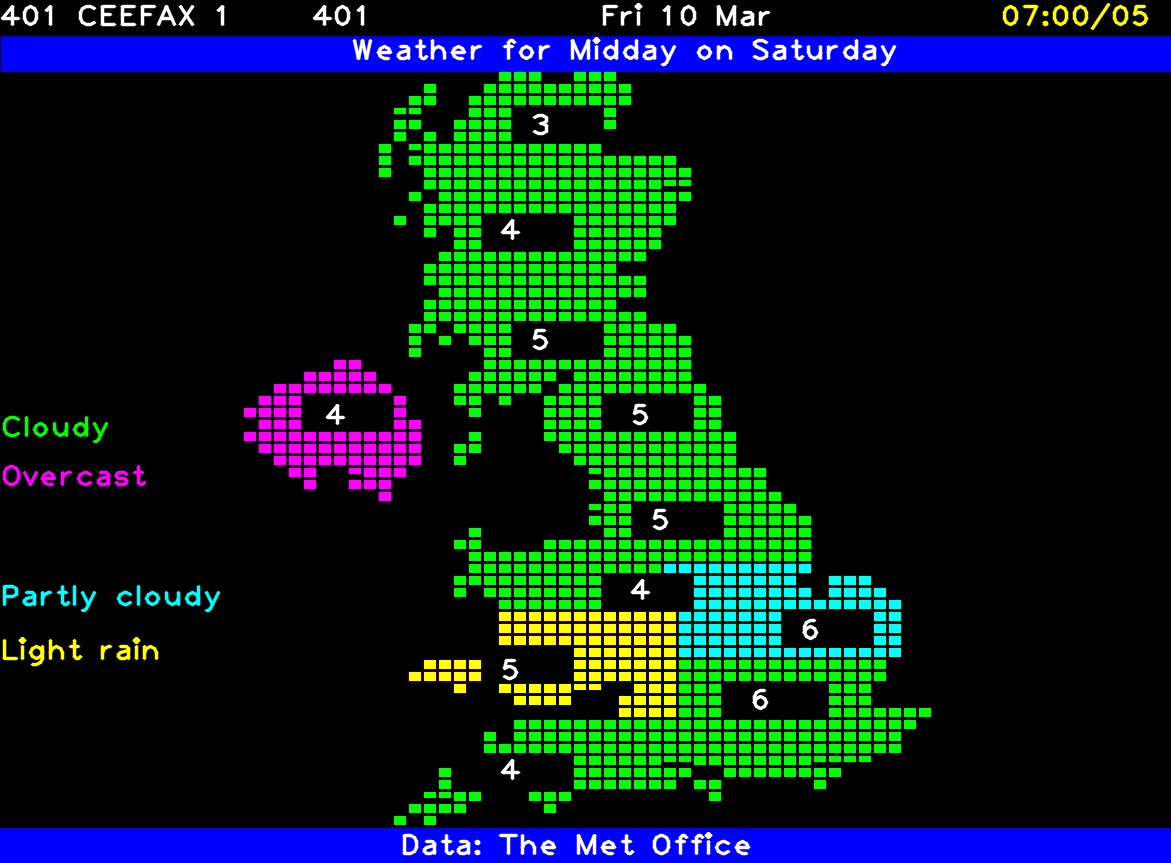 401 CEEFAX 1 401 Fri 10 Mar 07:00/05
Weather for Midday on Saturday
3
4
5
4 5
Cloudy
Overcast
5
4
Partly cloudy
6
Light rain
5
6
4
Data: The Met Office